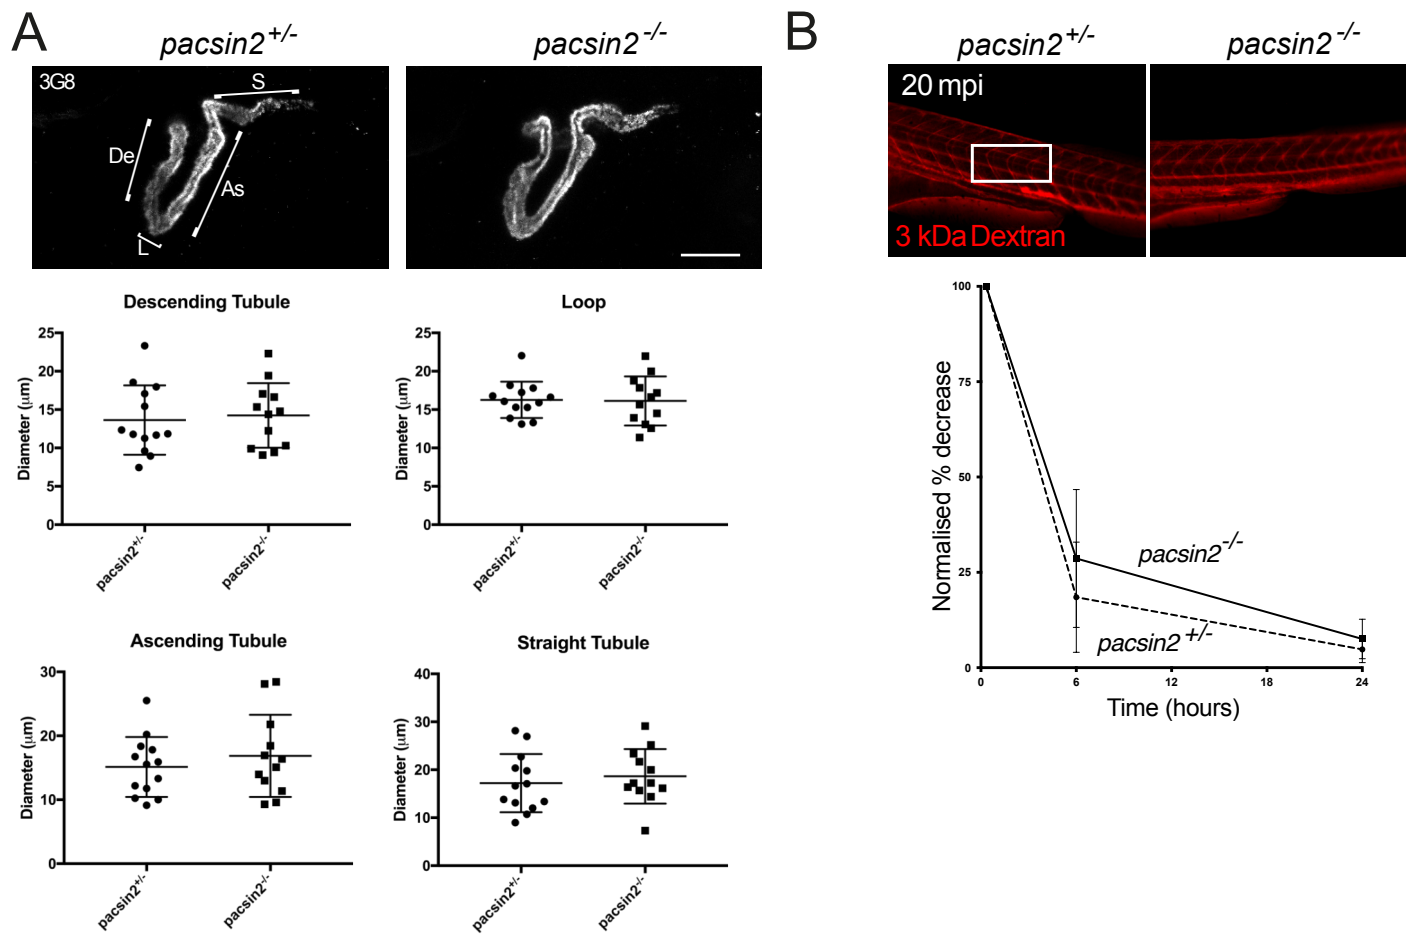 A
pacsin2+/-
pacsin2-/-
3G8
S
De
As
L
Descending Tubule
Diameter (µm)
25
20
15
10
5
0
pacsin2+/-
pacsin2-/-
Loop
Diameter (µm)
25
20
15
10
5
0
pacsin2+/-
pacsin2-/-
Ascending Tubule
Diameter (µm)
30
20
10
0
pacsin2+/-
pacsin2-/-
Straight Tubule
Diameter (µm)
40
30
20
10
0
pacsin2+/-
pacsin2-/-
B
pacsin2+/-
pacsin2-/-
20 mpi
3 kDa Dextran
Normalised % decrease
100
75
50
25
0
pacsin2-/-
pacsin2+/-
0 6 12 18 24
Time (hours)